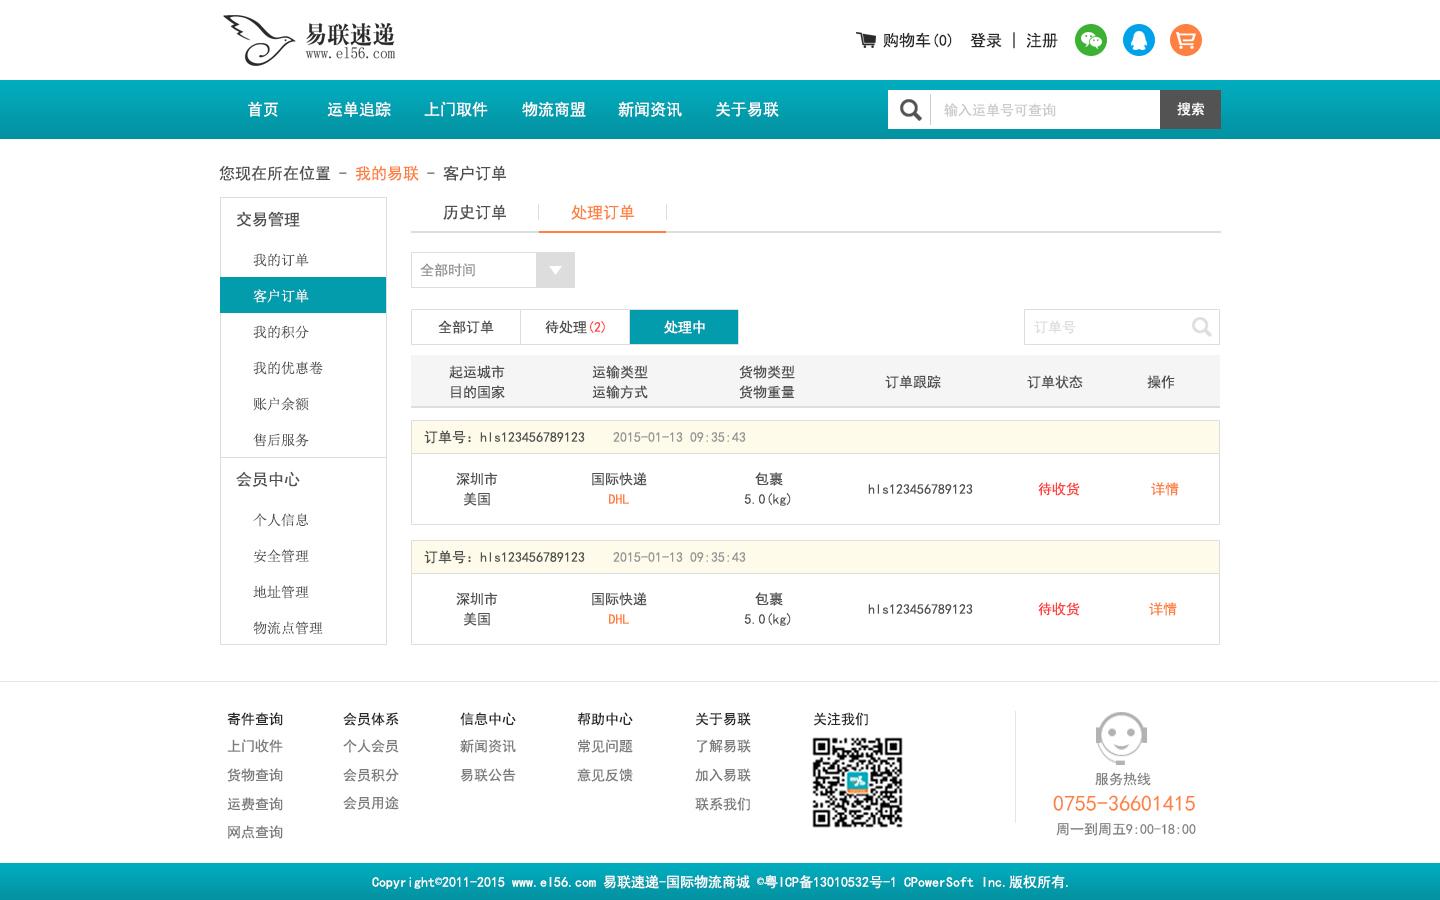 易联速递
www.el56.com
购物车(0) 登录 | 注册
首页 运单追踪 上门取件 物流商盟 新闻资讯 关于易联 输入运单号可查询 搜索
您现在所在位置 - 我的易联 - 客户订单
交易管理
我的订单
客户订单
我的积分
我的优惠卷
账户余额
售后服务
会员中心
个人信息
安全管理
地址管理
物流点管理
历史订单 处理订单
全部时间
全部订单 待处理(2) 处理中 订单号
起运城市 运输类型 货物类型 订单跟踪 订单状态 操作
目的国家 运输方式 货物重量
订单号：hls123456789123 2015-01-13 09:35:43
深圳市 国际快递 包裹 hls123456789123 待收货 详情
美国 DHL 5.0(kg)
订单号：hls123456789123 2015-01-13 09:35:43
深圳市 国际快递 包裹 hls123456789123 待收货 详情
美国 DHL 5.0(kg)
寄件查询
上门收件
货物查询
运费查询
网点查询
会员体系
个人会员
会员积分
会员用途
信息中心
新闻资讯
易联公告
帮助中心
常见问题
意见反馈
关于易联
了解易联
加入易联
联系我们
关注我们
服务热线
0755-36601415
周一到周五9:00-18:00
Copyright©2011-2015 www.el56.com 易联速递-国际物流商城 ©粤ICP备13010532号-1 CPowerSoft Inc.版权所有.